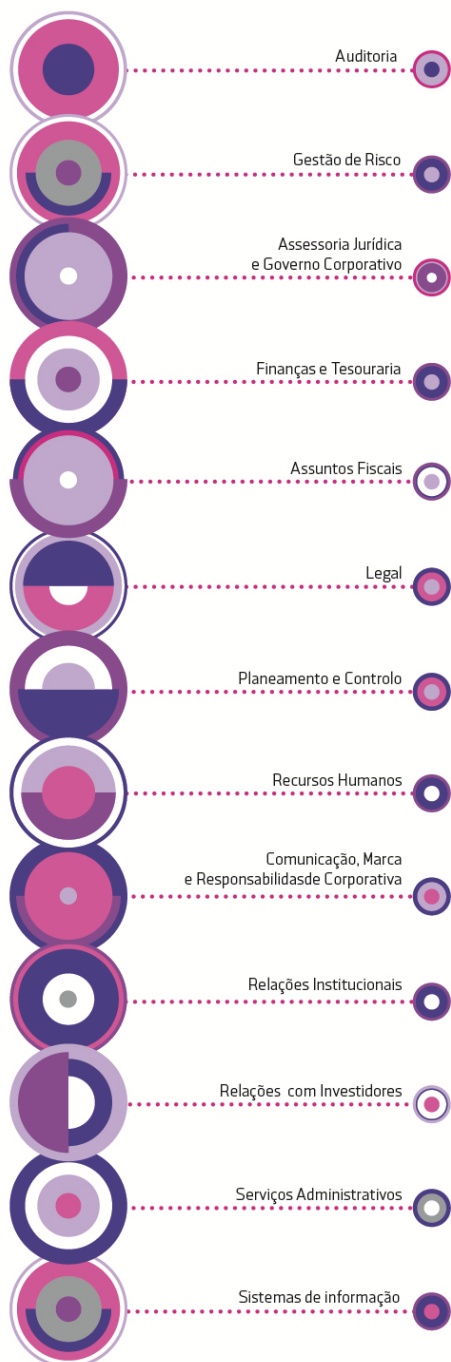 Auditoria
Gestão de Risco
Assessoria Jurídica
e Governo Corporativo
Finanças e Tesouraria
Assuntos Fiscais
Legal
Planeamento e Controlo
Recursos Humanos
Comunicação, Marca
e Responsabilidasde Corporativa
Relações Institucionais
Relações com Investidores
Serviços Administrativos
Sistemas de informação